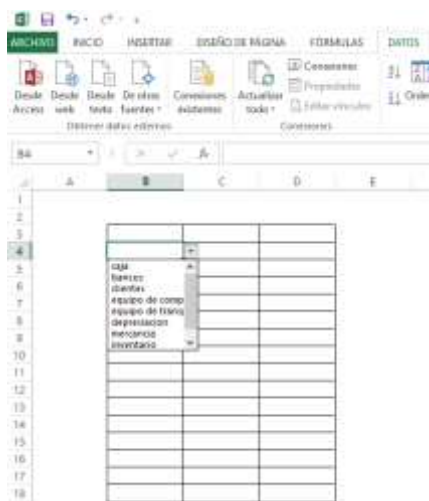 ARCHIVO INICIO INSERTAR DISEÑO DE PÁGINA FÓRMULAS DATOS
Desde Access
Desde web
Desde texto
De otras fuentes
Conexiones existentes
Actualizar todo
Conexiones
Propiedades
Editar vínculos
Orden
Obtener datos externos
Conexiones
B4
fx
A B C D E
1
2
3
4
5
6
7
8
9
10
11
12
13
14
15
16
17
18
caja
bancos
clientes
equipo de comp
equipo de trans
depreciacion
mercancia
inventario